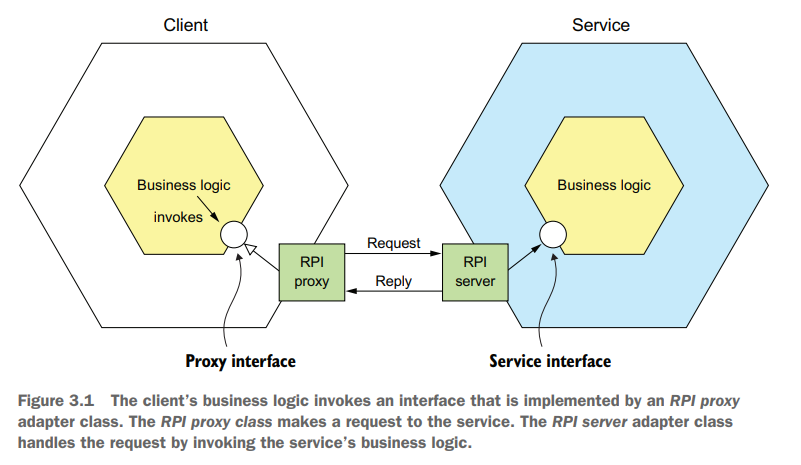 Client
Service
Business logic
invokes
Business logic
Request
RPI
proxy
RPI
server
Reply
Proxy interface
Service interface
Figure 3.1 The client's business logic invokes an interface that is implemented by an RPI proxy
adapter class. The RPI proxy class makes a request to the service. The RPI server adapter class
handles the request by invoking the service's business logic.